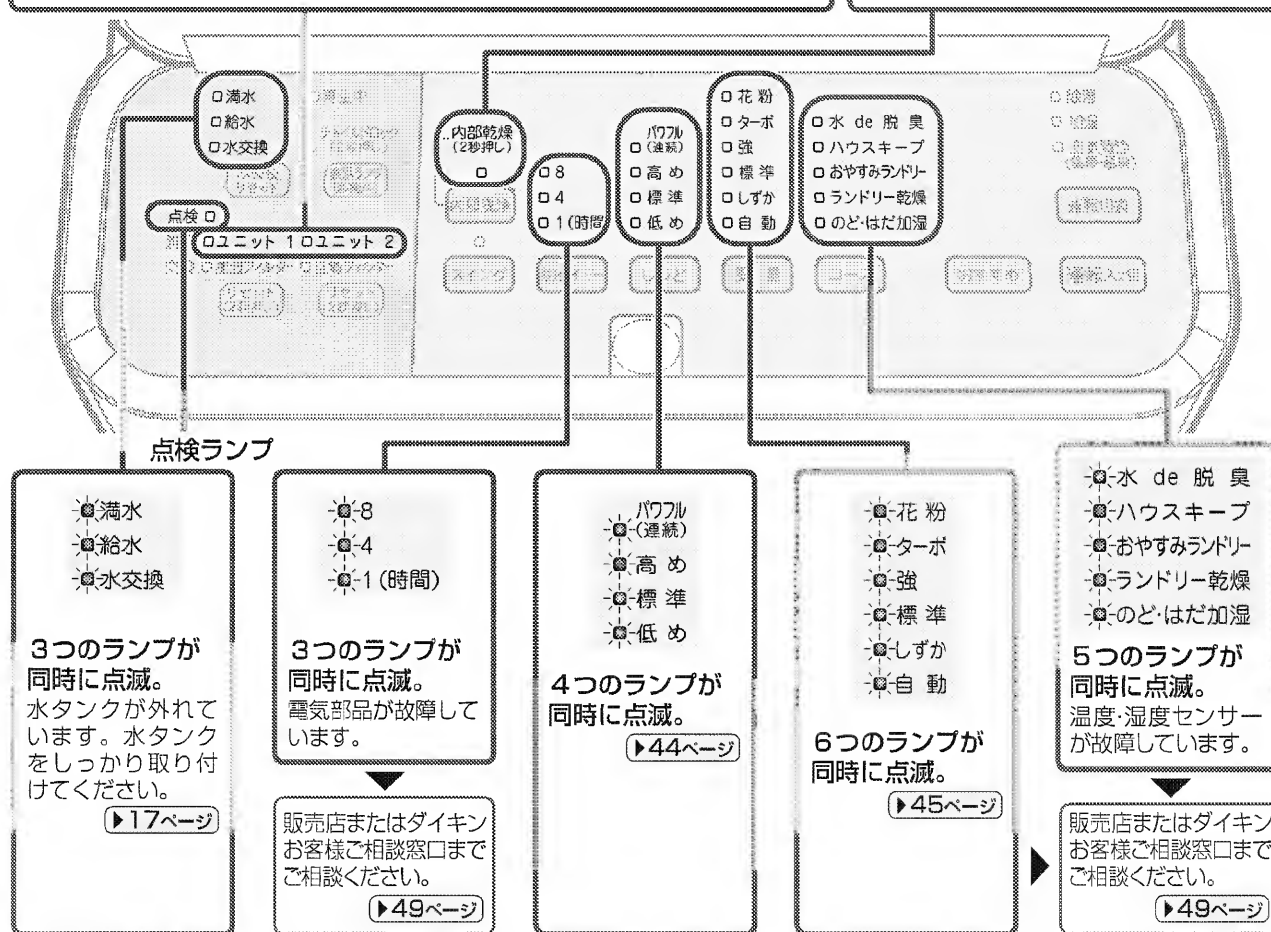 満水
給水
水交換
点検
ユニット 1 ユニット 2
内部乾燥
(2秒押し)
8
4
1(時間)
パワフル
(連続)
高め
標準
低め
花粉
ターボ
強
標準
しずか
自動
水 de 脱臭
ハウスキープ
おやすみランドリー
ランドリー乾燥
のど・はだ加湿
点検ランプ
満水
給水
水交換
3つのランプが
同時に点滅。
水タンクが外れて
います。水タンク
をしっかり取り付
けてください。
▶17ページ
8
4
1(時間)
3つのランプが
同時に点滅。
電気部品が故障して
います。
販売店またはダイキン
お客様ご相談窓口まで
ご相談ください。
▶49ページ
パワフル
(連続)
高め
標準
低め
4つのランプが
同時に点滅。
▶44ページ
花粉
ターボ
強
標準
しずか
自動
6つのランプが
同時に点滅。
▶45ページ
水 de 脱臭
ハウスキープ
おやすみランドリー
ランドリー乾燥
のど・はだ加湿
5つのランプが
同時に点滅。
温度・湿度センサー
が故障しています。
販売店またはダイキン
お客様ご相談窓口まで
ご相談ください。
▶49ページ